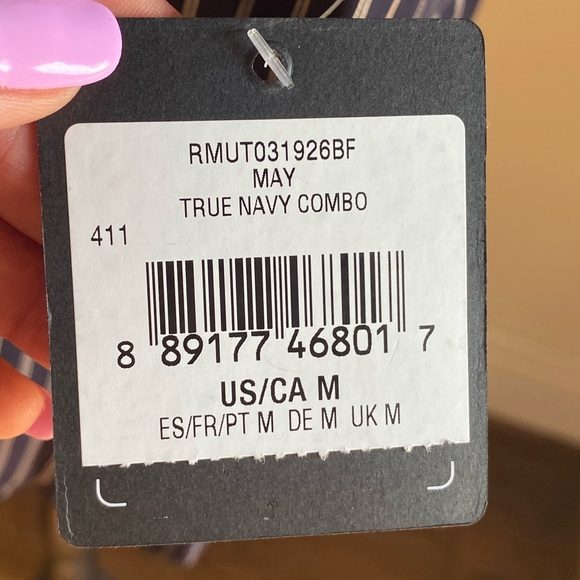 RMUT031926BF
MAY
TRUE NAVY COMBO
411
8 89177 46801 7
US/CA M
ES/FR/PT M DE M UK M